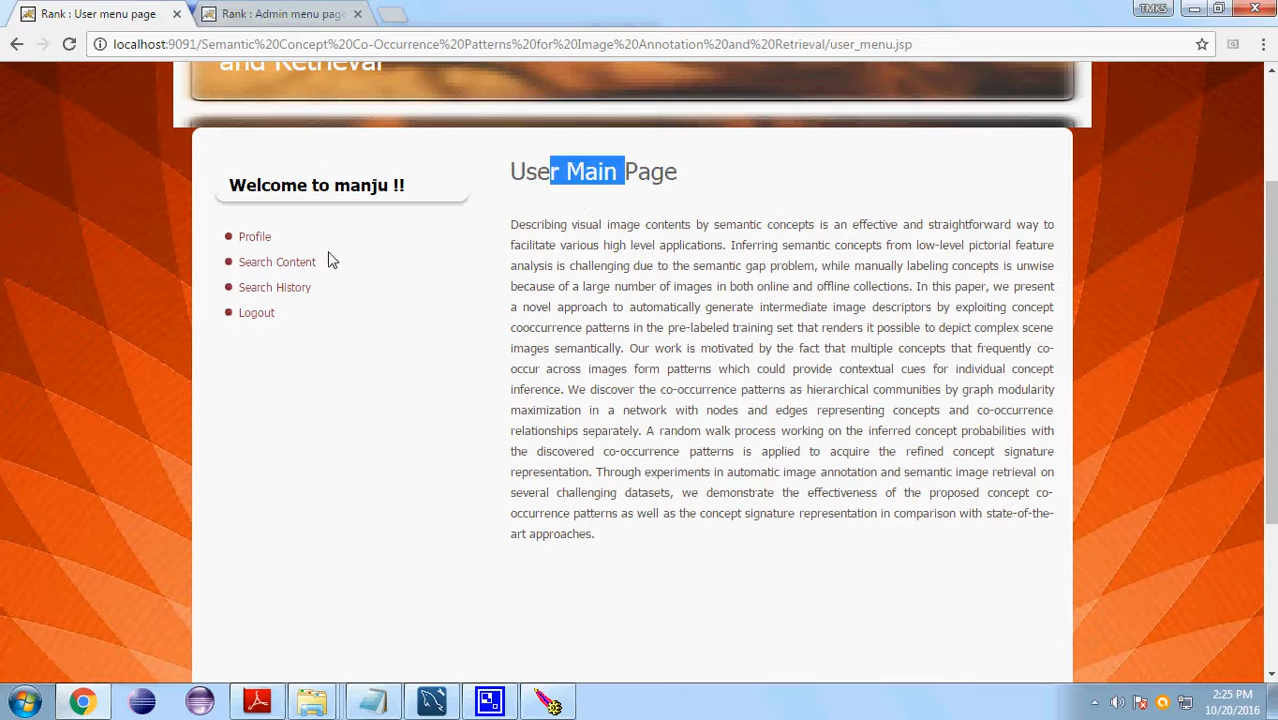 Rank : User menu page
Rank : Admin menu page
TMKS
localhost:9091/Semantic%20Concept%20Co-Occurrence%20Patterns%20for%20Image%20Annotation%20and%20Retrieval/user_menu.jsp
and Retrieval
Welcome to manju !!
Profile
Search Content
Search History
Logout
User Main Page
Describing visual image contents by semantic concepts is an effective and straightforward way to
facilitate various high level applications. Inferring semantic concepts from low-level pictorial feature
analysis is challenging due to the semantic gap problem, while manually labeling concepts is unwise
because of a large number of images in both online and offline collections. In this paper, we present
a novel approach to automatically generate intermediate image descriptors by exploiting concept
cooccurrence patterns in the pre-labeled training set that renders it possible to depict complex scene
images semantically. Our work is motivated by the fact that multiple concepts that frequently co-
occur across images form patterns which could provide contextual cues for individual concept
inference. We discover the co-occurrence patterns as hierarchical communities by graph modularity
maximization in a network with nodes and edges representing concepts and co-occurrence
relationships separately. A random walk process working on the inferred concept probabilities with
the discovered co-occurrence patterns is applied to acquire the refined concept signature
representation. Through experiments in automatic image annotation and semantic image retrieval on
several challenging datasets, we demonstrate the effectiveness of the proposed concept co-
occurrence patterns as well as the concept signature representation in comparison with state-of-the-
art approaches.
2:25 PM
10/20/2016